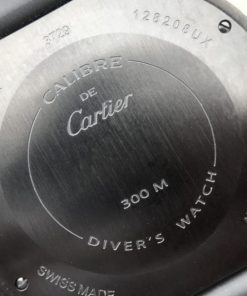 3729
128208UX
CALIBRE
DE
Cartier
300 M
DIVER'S WATCH
SWISS MADE